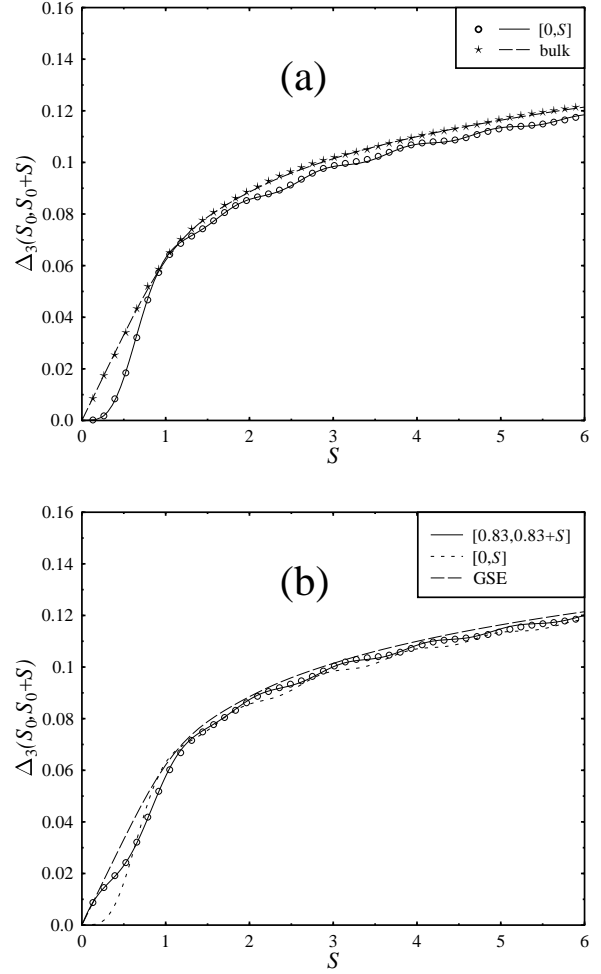 0.16
0.14
0.12
0.1
0.08
0.06
0.04
0.02
0.0
Δ₃(S₀,S₀+S)
(a)
[0,S]
bulk
0 1 2 3 4 5 6
S
0.16
0.14
0.12
0.1
0.08
0.06
0.04
0.02
0.0
Δ₃(S₀,S₀+S)
(b)
[0.83,0.83+S]
[0,S]
GSE
0 1 2 3 4 5 6
S